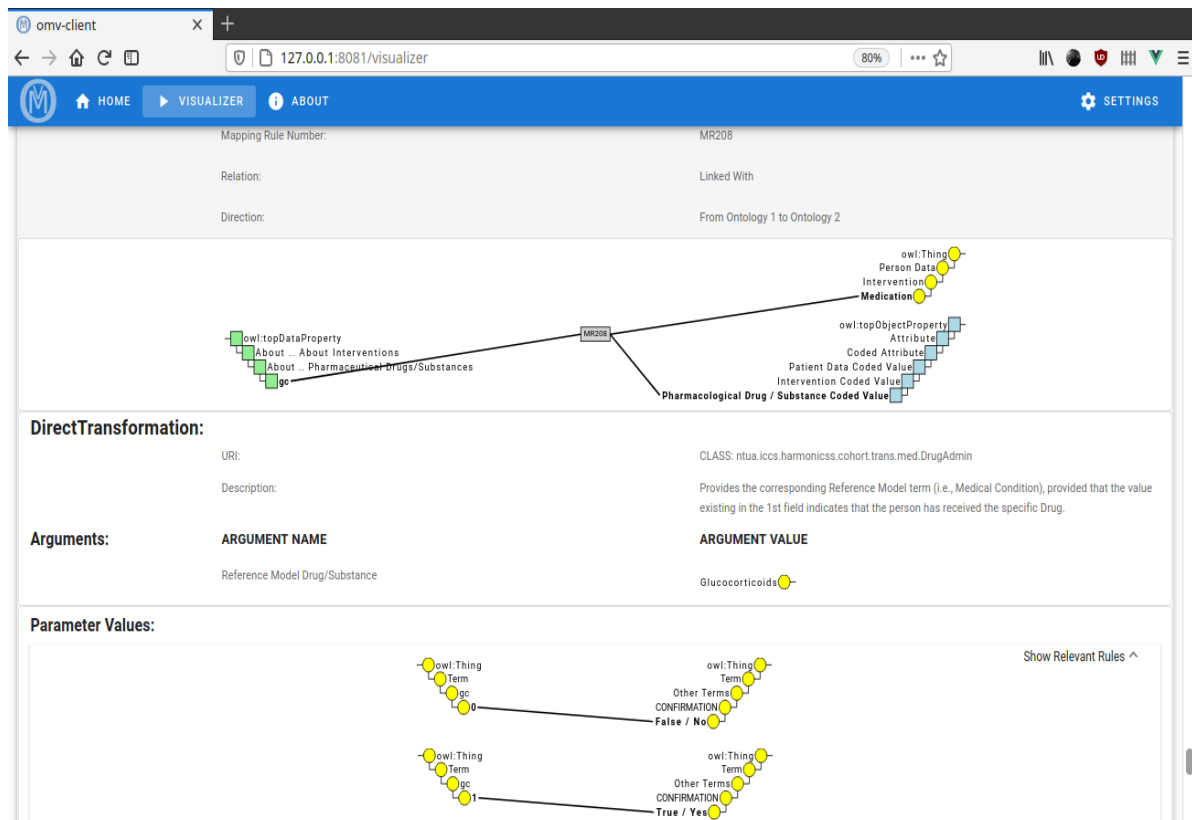 omv-client
127.0.0.1:8081/visualizer
80%
HOME
VISUALIZER
ABOUT
SETTINGS
Mapping Rule Number:
MR208
Relation:
Linked With
Direction:
From Ontology 1 to Ontology 2
owl:Thing
Person Data
Intervention
Medication
owl:topDataProperty
About .. About Interventions
About .. Pharmaceutical Drugs/Substances
gc
MR208
owl:topObjectProperty
Attribute
Coded Attribute
Patient Data Coded Value
Intervention Coded Value
Pharmacological Drug / Substance Coded Value
DirectTransformation:
URI:
CLASS: ntua.iccs.harmonicss.cohort.trans.med.DrugAdmin
Description:
Provides the corresponding Reference Model term (i.e., Medical Condition), provided that the value
existing in the 1st field indicates that the person has received the specific Drug.
Arguments:
ARGUMENT NAME
ARGUMENT VALUE
Reference Model Drug/Substance
Glucocorticoids
Parameter Values:
Show Relevant Rules
owl:Thing
Term
gc
0
owl:Thing
Term
Other Terms
CONFIRMATION
False / No
owl:Thing
Term
gc
1
owl:Thing
Term
Other Terms
CONFIRMATION
True / Yes